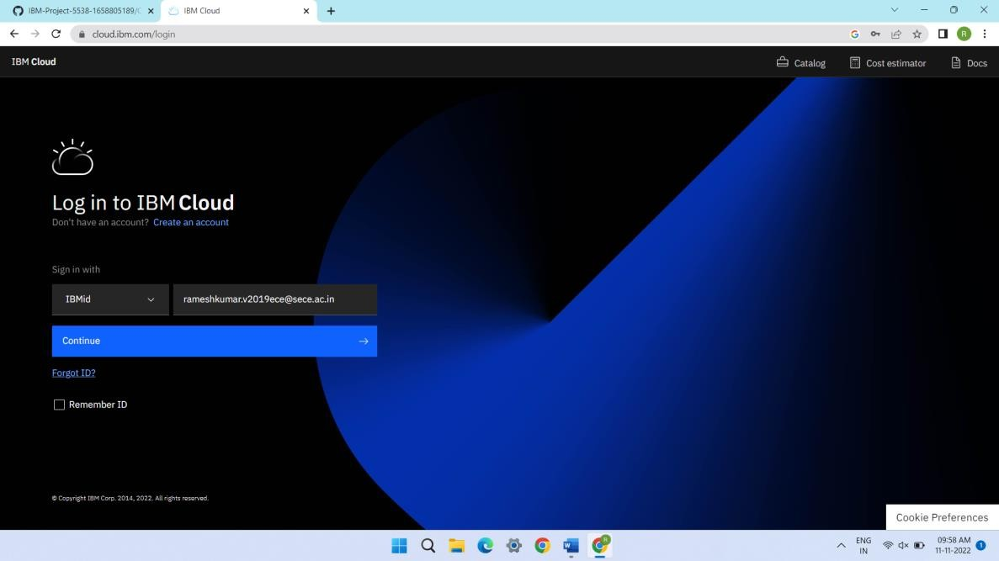 IBM-Project-5538-1658805189/C
IBM Cloud
cloud.ibm.com/login
R
IBM Cloud
Catalog
Cost estimator
Docs
Log in to IBM Cloud
Don't have an account? Create an account
Sign in with
IBMid
rameshkumar.v2019ece@sece.ac.in
Continue
Forgot ID?
Remember ID
© Copyright IBM Corp. 2014, 2022. All rights reserved.
Cookie Preferences
ENG
IN
09:58 AM
11-11-2022
1